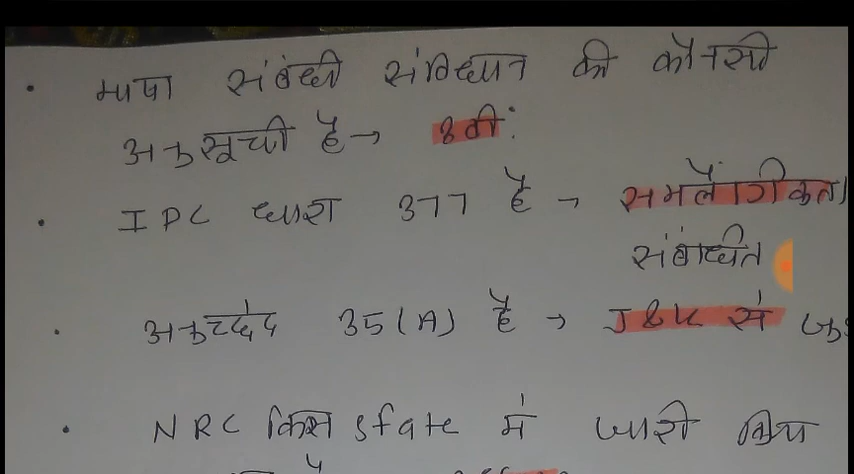 भाषा संबंधी संविधान की कौनसी
अनुसूची है → 8वीं
IPC धारा 377 है → समलैंगिकता
संबंधित
अनुच्छेद 35(A) है → J&K से
NRC किस state में जारी किया